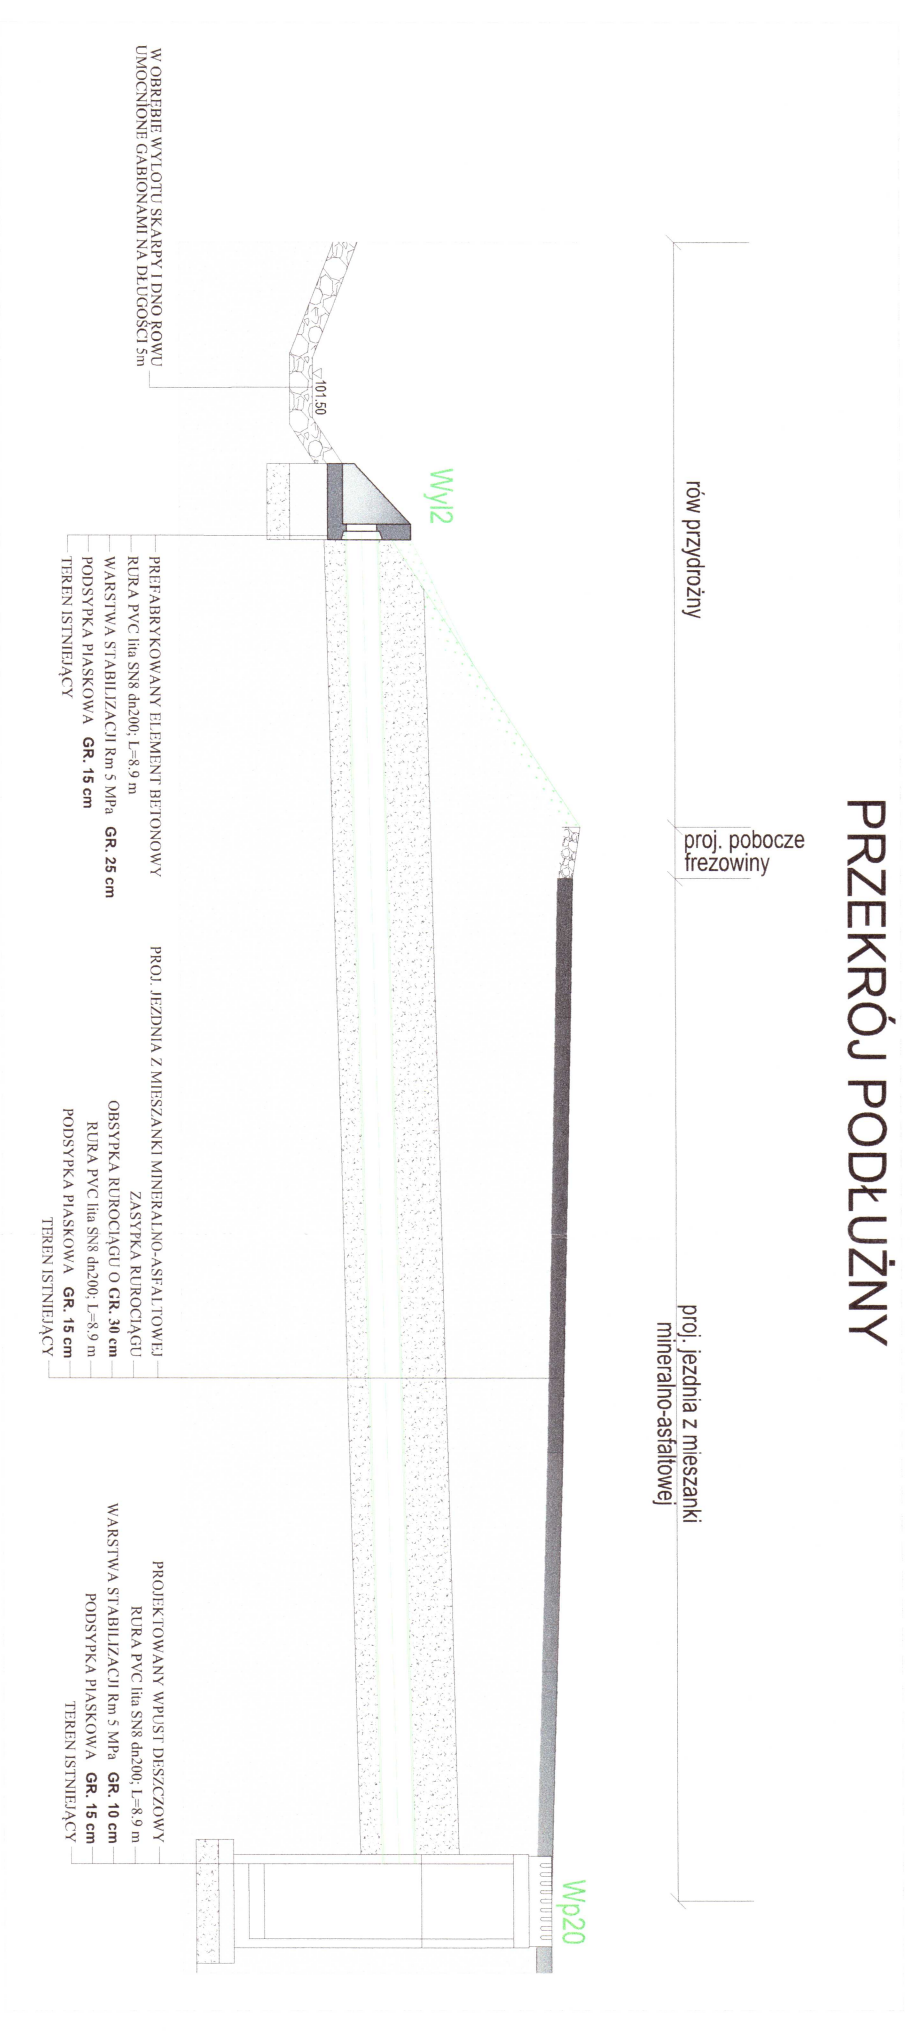 PRZEKRÓJ PODŁUŻNY
rów przydrożny
proj. pobocze
frezowiny
proj. jezdnia z mieszanki
mineralno-asfaltowej
Wyl2
Wp20
101.50
W OBRĘBIE WYLOTU SKARPY I DNO ROWU
UMOCNIONE GABIONAMI NA DŁUGOŚCI 5m
PREFABRYKOWANY ELEMENT BETONOWY
RURA PVC lita SN8 dn200; L=8.9 m
WARSTWA STABILIZACJI Rm 5 MPa GR. 25 cm
PODSYPKA PIASKOWA GR. 15 cm
TEREN ISTNIEJĄCY
PROJ. JEZDNIA Z MIESZANKI MINERALNO-ASFALTOWEJ
ZASYPKA RUROCIĄGU
OBSYPKA RUROCIĄGU O GR. 30 cm
RURA PVC lita SN8 dn200; L=8.9 m
PODSYPKA PIASKOWA GR. 15 cm
TEREN ISTNIEJĄCY
PROJEKTOWANY WPUST DESZCZOWY
RURA PVC lita SN8 dn200; L=8.9 m
WARSTWA STABILIZACJI Rm 5 MPa GR. 10 cm
PODSYPKA PIASKOWA GR. 15 cm
TEREN ISTNIEJĄCY